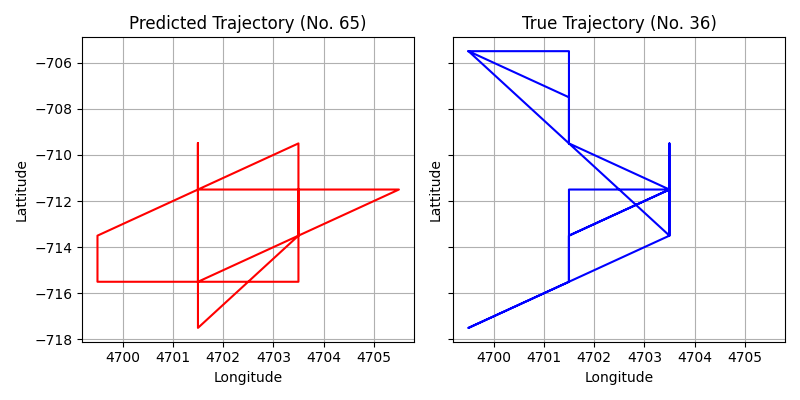 Predicted Trajectory (No. 65)
True Trajectory (No. 36)
−706
−708
−710
−712
−714
−716
−718
Lattitude
Lattitude
4700 4701 4702 4703 4704 4705
4700 4701 4702 4703 4704 4705
Longitude
Longitude